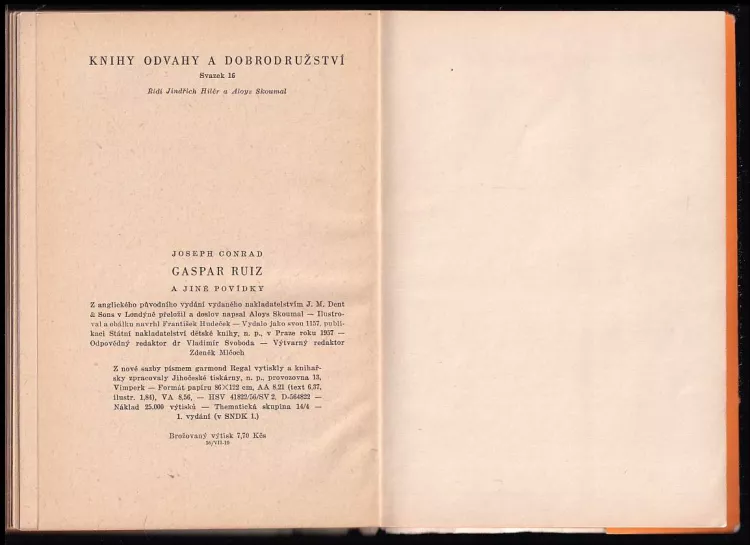 KNIHY ODVAHY A DOBRODRUŽSTVÍ
Svazek 16
Řídí Jindřich Hilčr a Aloys Skoumal
JOSEPH CONRAD
GASPAR RUIZ
A JINÉ POVÍDKY
Z anglického původního vydání vydaného nakladatelstvím J. M. Dent
& Sons v Londýně přeložil a doslov napsal Aloys Skoumal — Ilustro-
val a obálku navrhl František Hudeček — Vydalo jako svou 1157. publi-
kaci Státní nakladatelství dětské knihy, n. p., v Praze roku 1957 —
Odpovědný redaktor dr Vladimír Svoboda — Výtvarný redaktor
Zdeněk Mlčoch
Z nové sazby písmem garmond Regal vytiskly a knihař-
sky zpracovaly Jihočeské tiskárny, n. p., provozovna 13,
Vimperk — Formát papíru 86×122 cm, AA 8,21 (text 6,37,
ilustr. 1,84), VA 8,56, — HSV 41822/56/SV 2, D-564822 —
Náklad 25.000 výtisků — Thematická skupina 14/4 —
1. vydání (v SNDK 1.)
Brožovaný výtisk 7,70 Kčs
56/VII-19